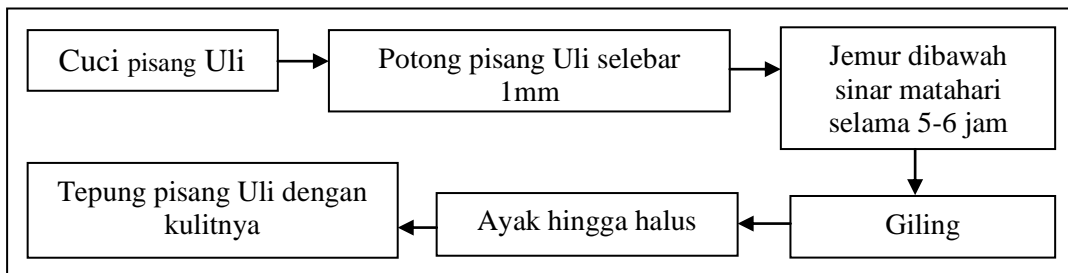 Cuci pisang Uli
Potong pisang Uli selebar
1mm
Jemur dibawah
sinar matahari
selama 5-6 jam
Giling
Ayak hingga halus
Tepung pisang Uli dengan
kulitnya